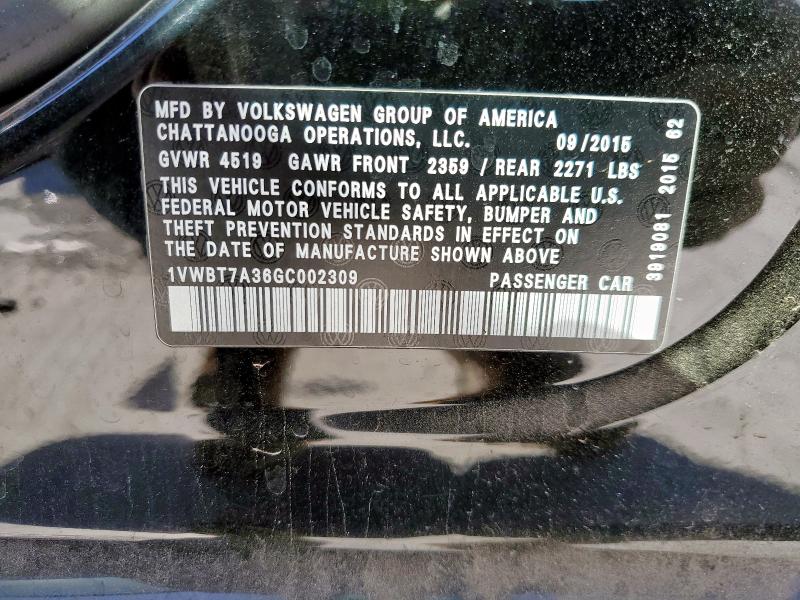 MFD BY VOLKSWAGEN GROUP OF AMERICA
CHATTANOOGA OPERATIONS, LLC. 09/2015
GVWR 4519 GAWR FRONT 2359 / REAR 2271 LBS
THIS VEHICLE CONFORMS TO ALL APPLICABLE U.S.
FEDERAL MOTOR VEHICLE SAFETY, BUMPER AND
THEFT PREVENTION STANDARDS IN EFFECT ON
THE DATE OF MANUFACTURE SHOWN ABOVE
1VWBT7A36GC002309 PASSENGER CAR
3919081 2015 62